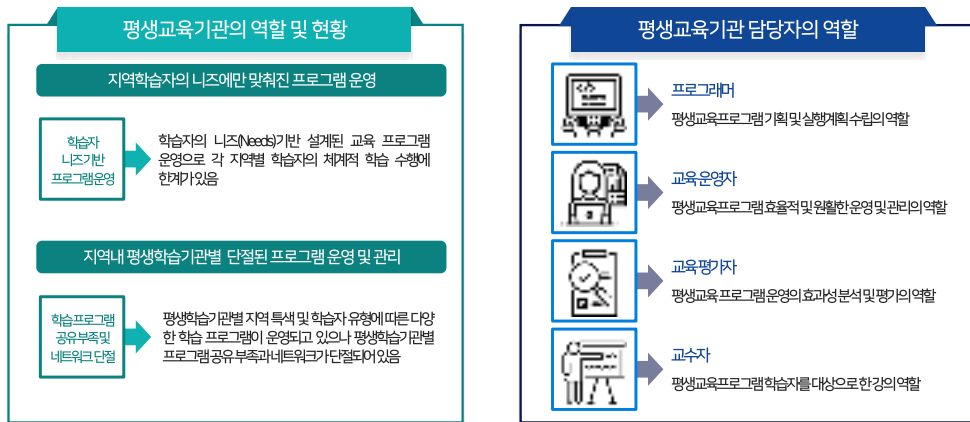 평생교육기관의 역할 및 현황
지역학습자의 니즈에만 맞춰진 프로그램 운영
학습자
니즈기반
프로그램운영
학습자의 니즈(Needs)기반 설계된 교육 프로그램
운영으로 각 지역별 학습자의 체계적 학습 수행에
한계가 있음
지역내 평생학습기관별 단절된 프로그램 운영 및 관리
학습 프로그램
공유 부족 및
네트워크 단절
평생학습기관별 지역 특색 및 학습자 유형에 따른 다양
한 학습 프로그램이 운영되고 있으나 평생학습기관별
프로그램 공유 부족과 네트워크가 단절되어 있음
평생교육기관 담당자의 역할
프로그래머
평생교육프로그램 기획 및 실행계획 수립의 역할
교육 운영자
평생교육프로그램 효율적 및 원활한 운영 및 관리의 역할
교육 평가자
평생교육 프로그램 운영의 효과성 분석 및 평가의 역할
교수자
평생교육프로그램 학습자를 대상으로 한 강의 역할